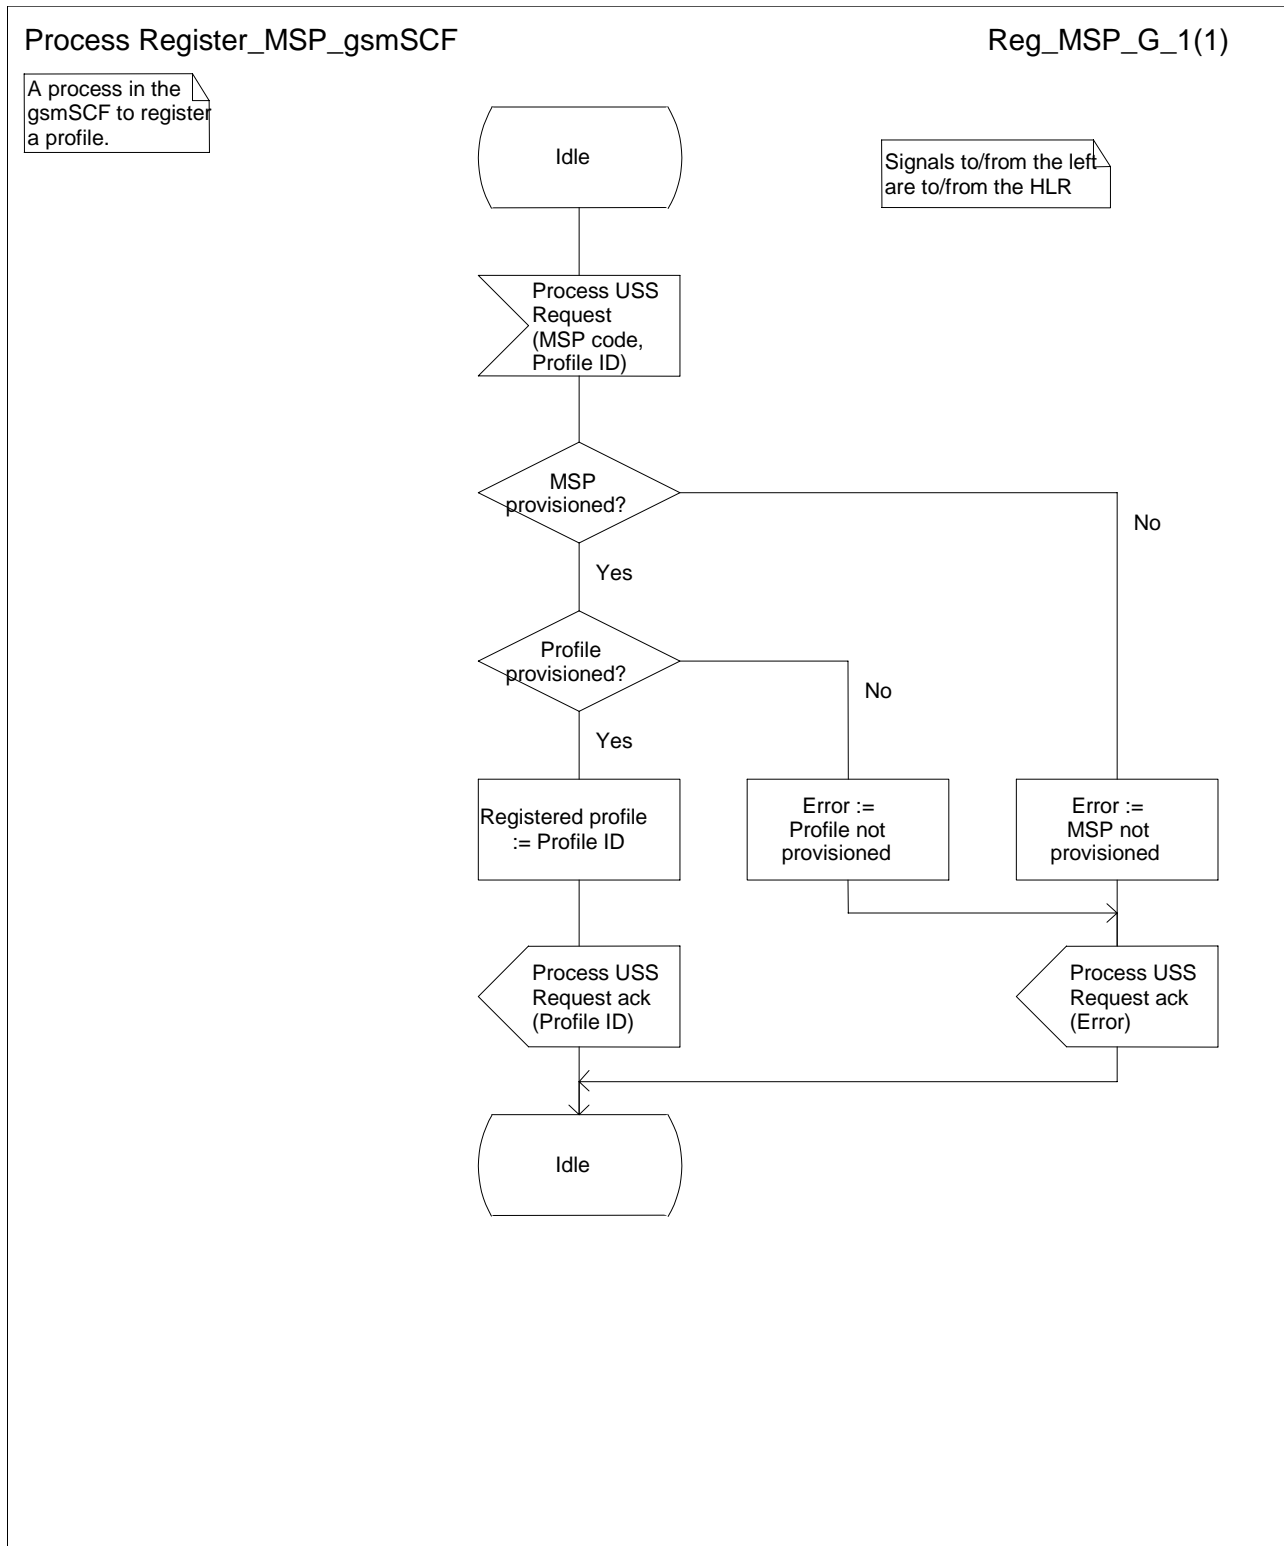 Process Register_MSP_gsmSCF
Reg_MSP_G_1(1)
A process in the
gsmSCF to register
a profile.
Idle
Signals to/from the left
are to/from the HLR
Process USS
Request
(MSP code,
Profile ID)
MSP
provisioned?
No
Yes
Profile
provisioned?
No
Yes
Registered profile
:= Profile ID
Error :=
Profile not
provisioned
Error :=
MSP not
provisioned
Process USS
Request ack
(Profile ID)
Process USS
Request ack
(Error)
Idle